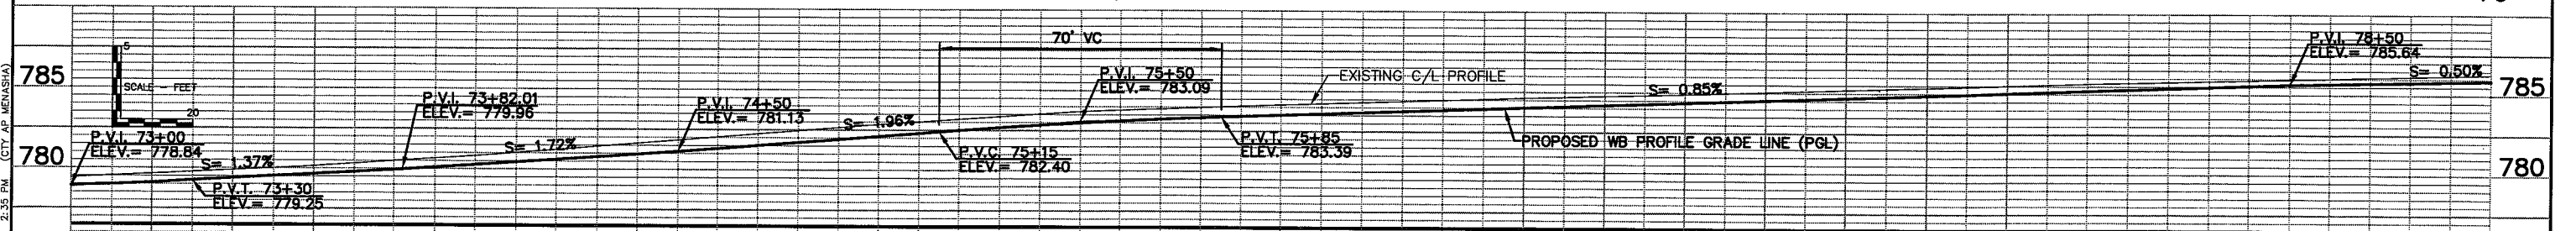 785
780
2:35 PM (CTY AP MENASHA)
5
SCALE - FEET
20
P.V.I. 73+00
ELEV.= 778.84
S= 1.37%
P.V.T. 73+30
ELEV.= 779.25
P.V.I. 73+82.01
ELEV.= 779.96
S= 1.72%
P.V.I. 74+50
ELEV.= 781.13
S= 1.96%
70' VC
P.V.C. 75+15
ELEV.= 782.40
P.V.I. 75+50
ELEV.= 783.09
P.V.T. 75+85
ELEV.= 783.39
EXISTING C/L PROFILE
PROPOSED WB PROFILE GRADE LINE (PGL)
S= 0.85%
P.V.I. 78+50
ELEV.= 785.64
S= 0.50%
785
780